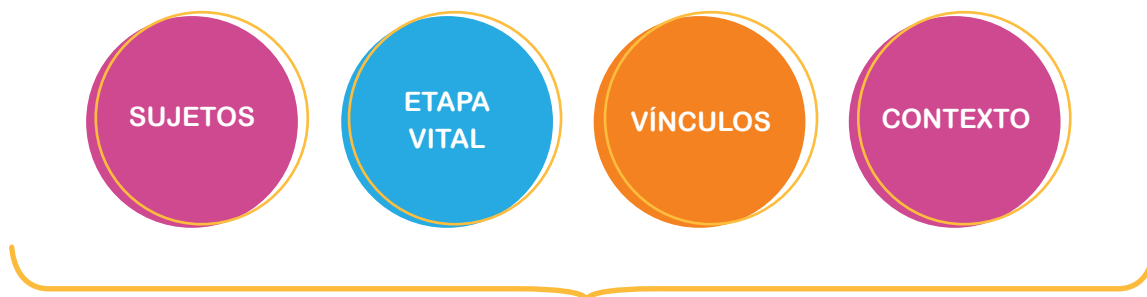 SUJETOS
ETAPA
VITAL
VÍNCULOS
CONTEXTO